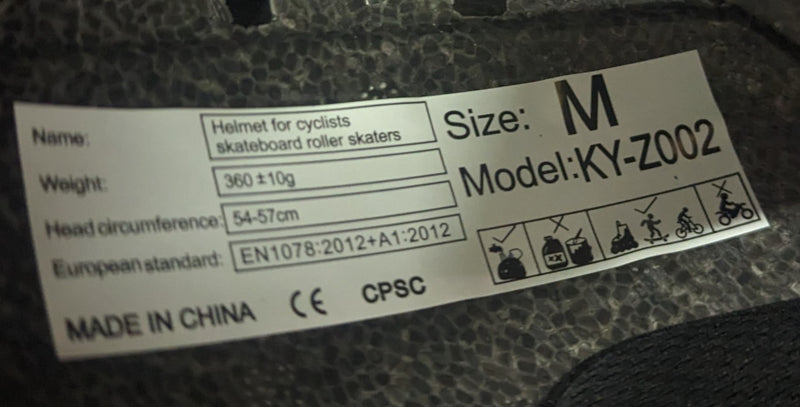 Name: Helmet for cyclists
skateboard roller skaters
Weight: 360±10g
Head circumference: 54-57cm
European standard: EN1078:2012+A1:2012
MADE IN CHINA CE CPSC
Size: M
Model:KY-Z002